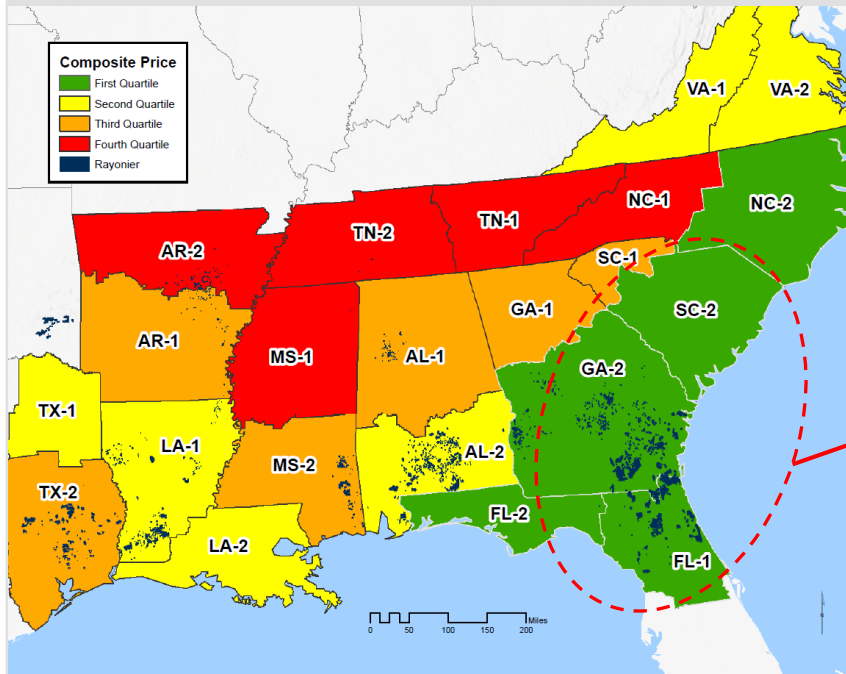 Composite Price
First Quartile
Second Quartile
Third Quartile
Fourth Quartile
Rayonier
VA-1
VA-2
NC-1
NC-2
TN-1
TN-2
AR-2
SC-1
SC-2
GA-1
AR-1
MS-1
AL-1
GA-2
TX-1
LA-1
AL-2
MS-2
TX-2
FL-2
LA-2
FL-1
Miles
0 50 100 150 200